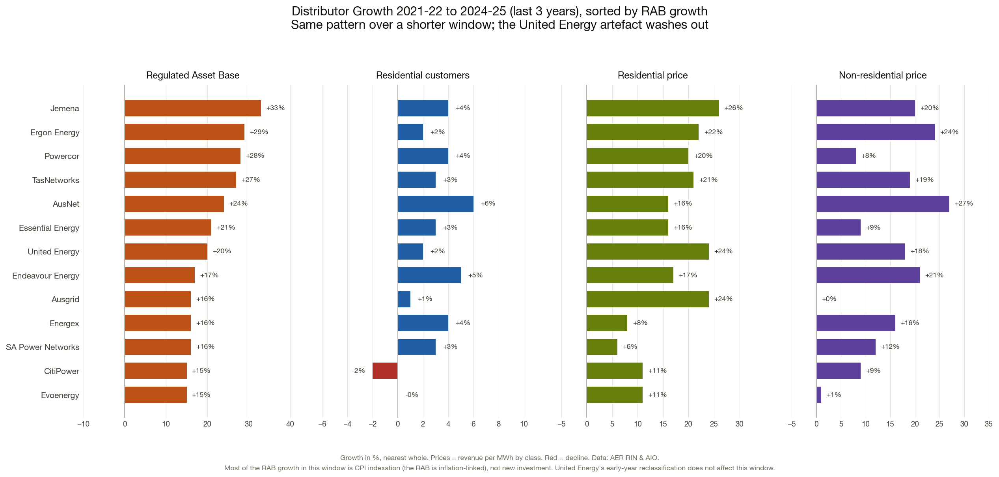 Distributor Growth 2021-22 to 2024-25 (last 3 years), sorted by RAB growth
Same pattern over a shorter window; the United Energy artefact washes out
Regulated Asset Base
Residential customers
Residential price
Non-residential price
Jemena +33% +4% +26% +20%
Ergon Energy +29% +2% +22% +24%
Powercor +28% +4% +20% +8%
TasNetworks +27% +3% +21% +19%
AusNet +24% +6% +16% +27%
Essential Energy +21% +3% +16% +9%
United Energy +20% +2% +24% +18%
Endeavour Energy +17% +5% +17% +21%
Ausgrid +16% +1% +24% +0%
Energex +16% +4% +8% +16%
SA Power Networks +16% +3% +6% +12%
CitiPower +15% -2% +11% +9%
Evoenergy +15% -0% +11% +1%
−10 0 10 20 30 40 −6 −4 −2 0 2 4 6 8 10 −5 0 5 10 15 20 25 30 −5 0 5 10 15 20 25 30 35
Growth in %, nearest whole. Prices = revenue per MWh by class. Red = decline. Data: AER RIN & AIO.
Most of the RAB growth in this window is CPI indexation (the RAB is inflation-linked), not new investment. United Energy's early-year reclassification does not affect this window.